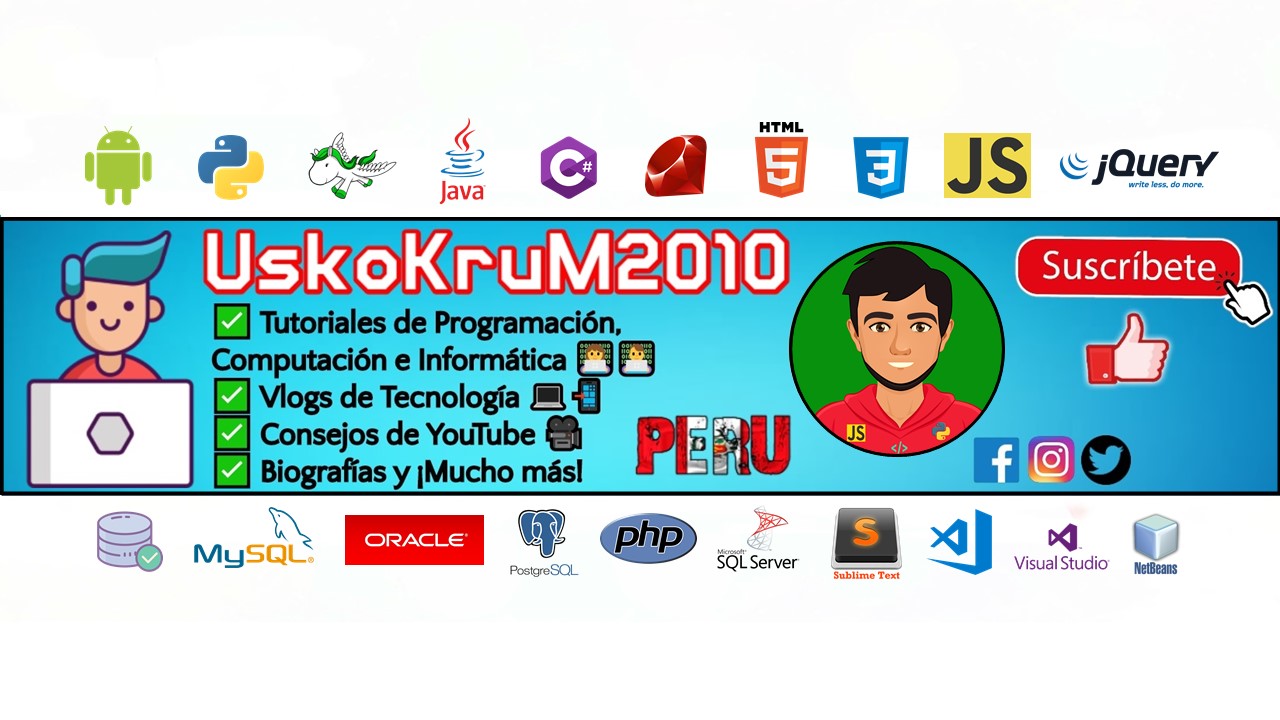 HTML
5
Java
C#
3
JS
jQuery
write less, do more.
UskoKruM2010
Suscríbete
✅ Tutoriales de Programación,
Computación e Informática
✅ Vlogs de Tecnología
✅ Consejos de YouTube
✅ Biografías y ¡Mucho más!
PERU
JS
</>
f
MySQL®
ORACLE®
PostgreSQL
php
Microsoft®
SQL Server®
S
Sublime Text
Visual Studio®
NetBeans